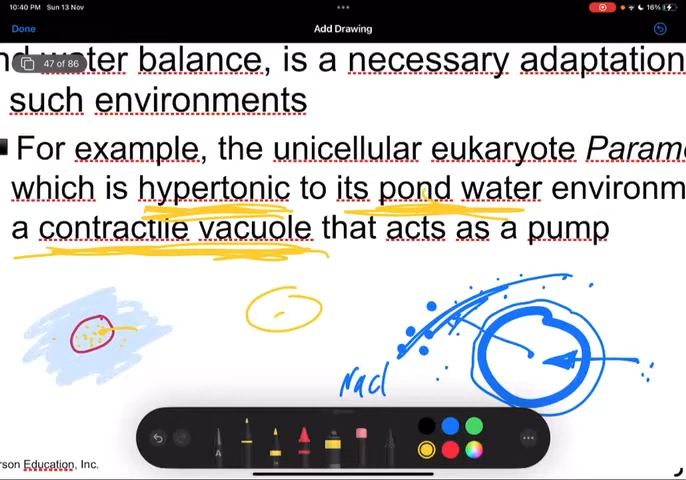 10:40 PM Sun 13 Nov
16%
Done
Add Drawing
nd water balance, is a necessary adaptation
47 of 86
such environments
For example, the unicellular eukaryote Parame
which is hypertonic to its pond water environm
a contractile vacuole that acts as a pump
Nacl
A
rson Education, Inc.